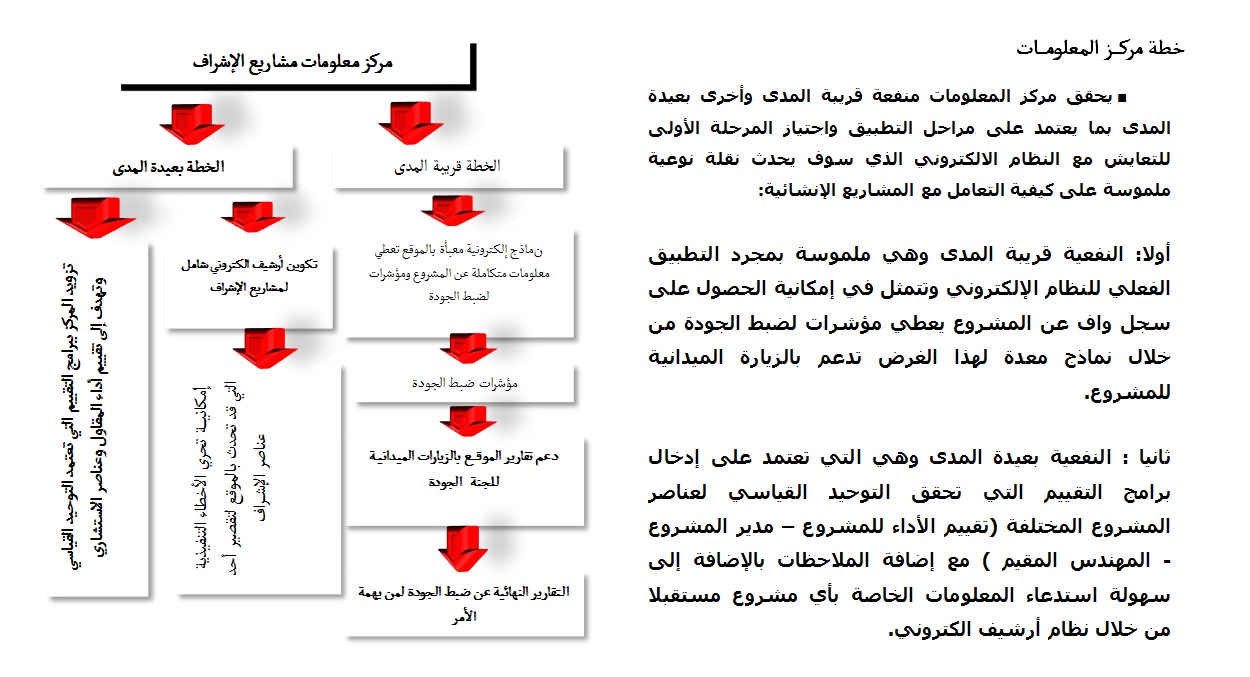 خطة مركـز المعلومـات
▪ يحقق مركز المعلومات منفعة قريبة المدى وأخرى بعيدة
المدى بما يعتمد على مراحل التطبيق واجتياز المرحلة الأولى
للتعايش مع النظام الالكتروني الذي سوف يحدث نقلة نوعية
ملموسة على كيفية التعامل مع المشاريع الإنشائية:
أولا: النفعية قريبة المدى وهي ملموسة بمجرد التطبيق
الفعلي للنظام الإلكتروني وتتمثل في إمكانية الحصول على
سجل واف عن المشروع يعطي مؤشرات لضبط الجودة من
خلال نماذج معدة لهذا الغرض تدعم بالزيارة الميدانية
للمشروع.
ثانيا : النفعية بعيدة المدى وهي التي تعتمد على إدخال
برامج التقييم التي تحقق التوحيد القياسي لعناصر
المشروع المختلفة (تقييم الأداء للمشروع – مدير المشروع
- المهندس المقيم ) مع إضافة الملاحظات بالإضافة إلى
سهولة استدعاء المعلومات الخاصة بأي مشروع مستقبلا
من خلال نظام أرشيف الكتروني.
مركز معلومات مشاريع الإشراف
الخطة قريبة المدى
نماذج إلكترونية معبأة بالموقع تعطي
معلومات متكاملة عن المشروع ومؤشرات
لضبط الجودة
مؤشرات ضبط الجودة
دعم تقارير الموقع بالزيارات الميدانية
للجنة الجودة
التقارير النهائية عن ضبط الجودة لمن يهمة
الأمر
الخطة بعيدة المدى
تكوين أرشيف الكتروني شامل
لمشاريع الإشراف
إمكانيـة تحري الأخطاء التنفيذية
التي قد تحدث بالموقع لتقصير أحد
عناصر الإشراف
تزويد المركز ببرامج التقييم التي تعتمد التوحيد القياسي
وتهدف إلى تقييم أداء المقاول وعناصر الاستشاري